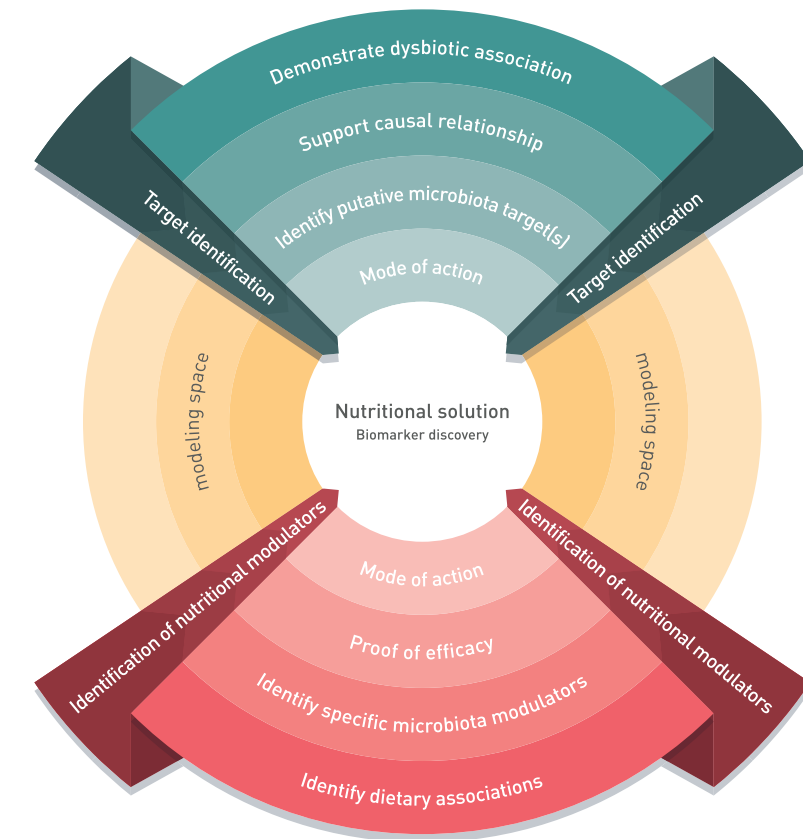 Demonstrate dysbiotic association
Support causal relationship
Identify putative microbiota target(s)
Mode of action
Target identification
Target identification
modeling space
Nutritional solution
Biomarker discovery
modeling space
Identification of nutritional modulators
Identification of nutritional modulators
Mode of action
Proof of efficacy
Identify specific microbiota modulators
Identify dietary associations